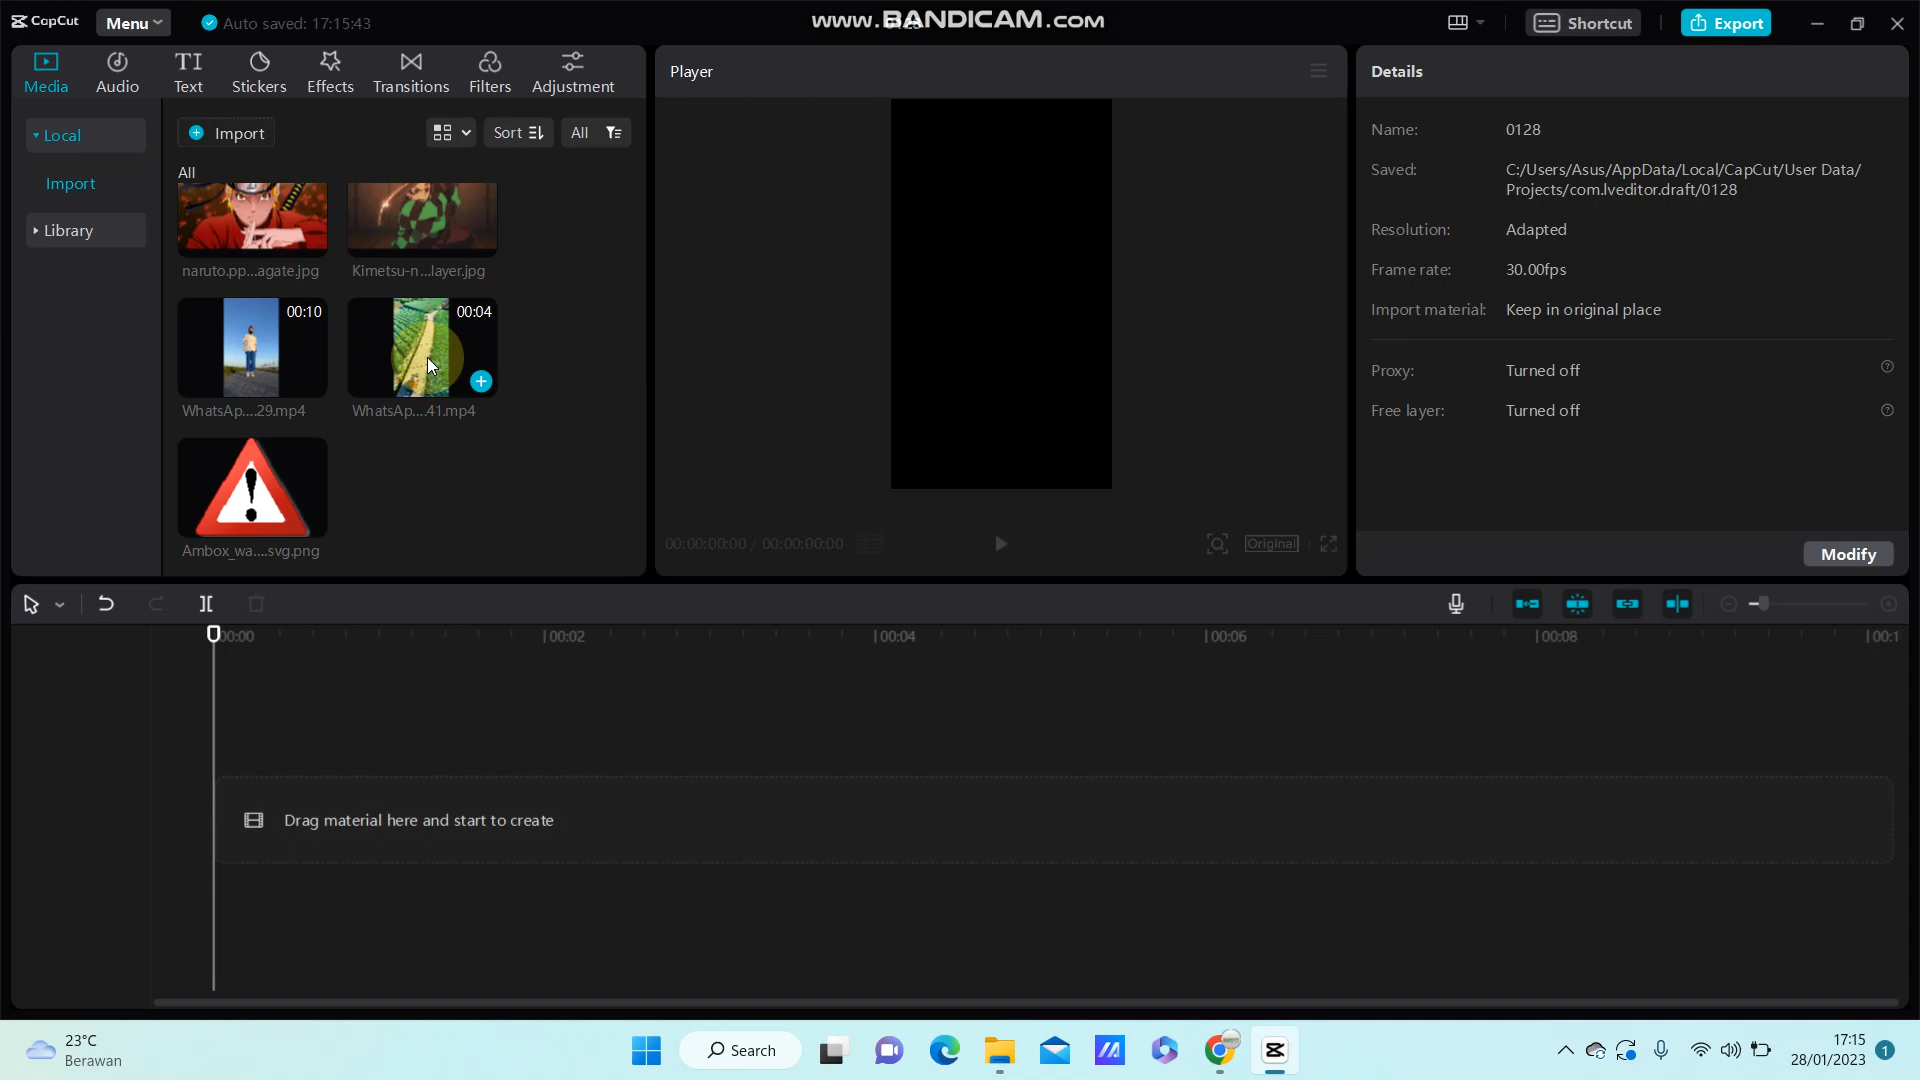 CapCut
Menu
Auto saved: 17:15:43
www.BANDICAM.com
Shortcut
Export
Media
Audio
TI
Text
Stickers
Effects
Transitions
Filters
Adjustment
Local
Import
Library
Import
Sort
All
All
naruto.pp...agate.jpg
Kimetsu-n...layer.jpg
00:10
00:04
WhatsAp....29.mp4
WhatsAp....41.mp4
Ambox_wa....svg.png
Player
00:00:00:00 / 00:00:00:00
Original
Details
Name: 0128
Saved: C:/Users/Asus/AppData/Local/CapCut/User Data/
Projects/com.lveditor.draft/0128
Resolution: Adapted
Frame rate: 30.00fps
Import material: Keep in original place
Proxy: Turned off
Free layer: Turned off
Modify
00:00
00:02
00:04
00:06
00:08
00:1
Drag material here and start to create
23°C
Berawan
Search
17:15
28/01/2023
1